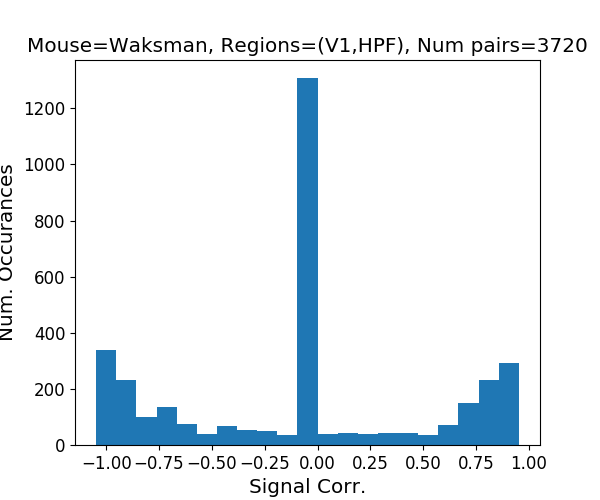 Mouse=Waksman, Regions=(V1,HPF), Num pairs=3720
Num. Occurances
1200
1000
800
600
400
200
0
−1.00 −0.75 −0.50 −0.25 0.00 0.25 0.50 0.75 1.00
Signal Corr.